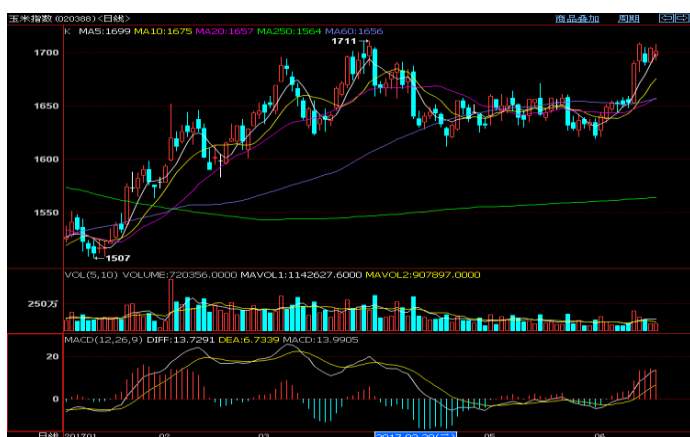 玉米指数(020388)<日线> 商品叠加 周期
K MA5:1699 MA10:1675 MA20:1657 MA250:1564 MA60:1656
1711
1700
1650
1600
1550
1507
VOL(5,10) VOLUME:720356.0000 MAVOL1:1142627.6000 MAVOL2:907897.0000
250万
MACD(12,26,9) DIFF:13.7291 DEA:6.7339 MACD:13.9905
20
0
日线 201701 02 03 05 06